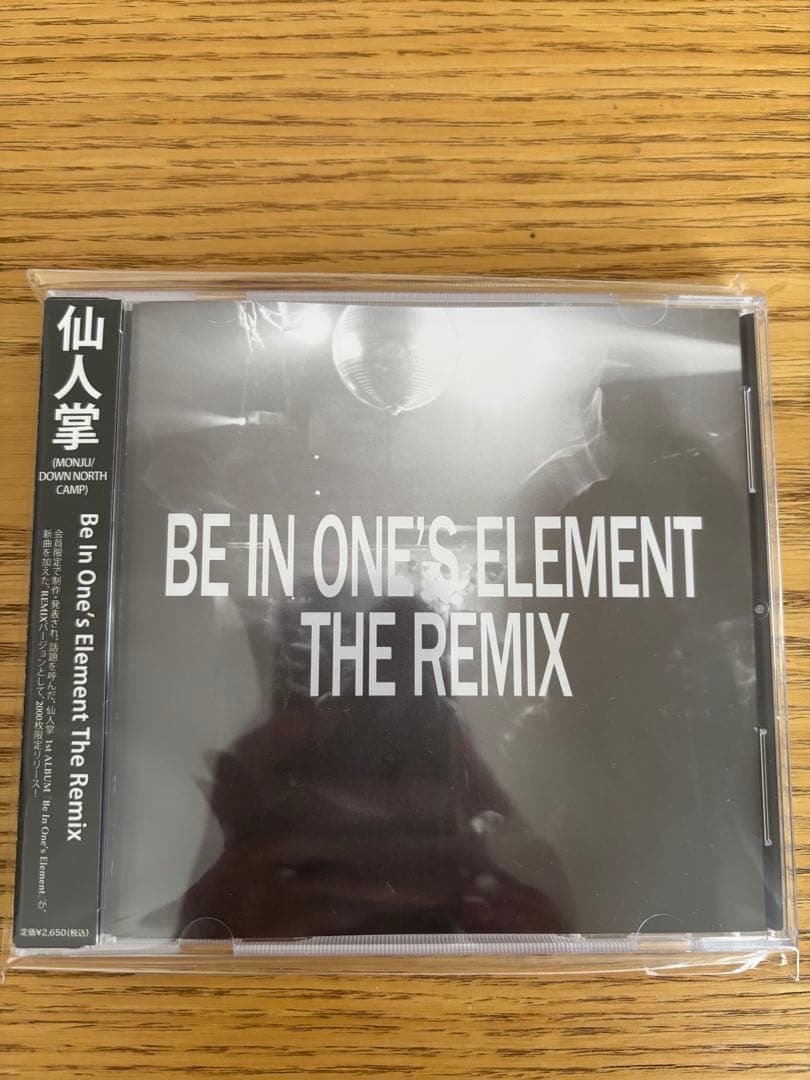 仙人掌
(MONJU/
DOWN NORTH
CAMP)
Be In One's Element The Remix
会員限定で制作・発表され、話題を呼んだ、仙人掌 1st ALBUM "Be In One's Element" が、
新曲を加えた、REMIXバージョンとして、2000枚限定リリース！
定価¥2,650(税込)
BE IN ONE'S ELEMENT
THE REMIX